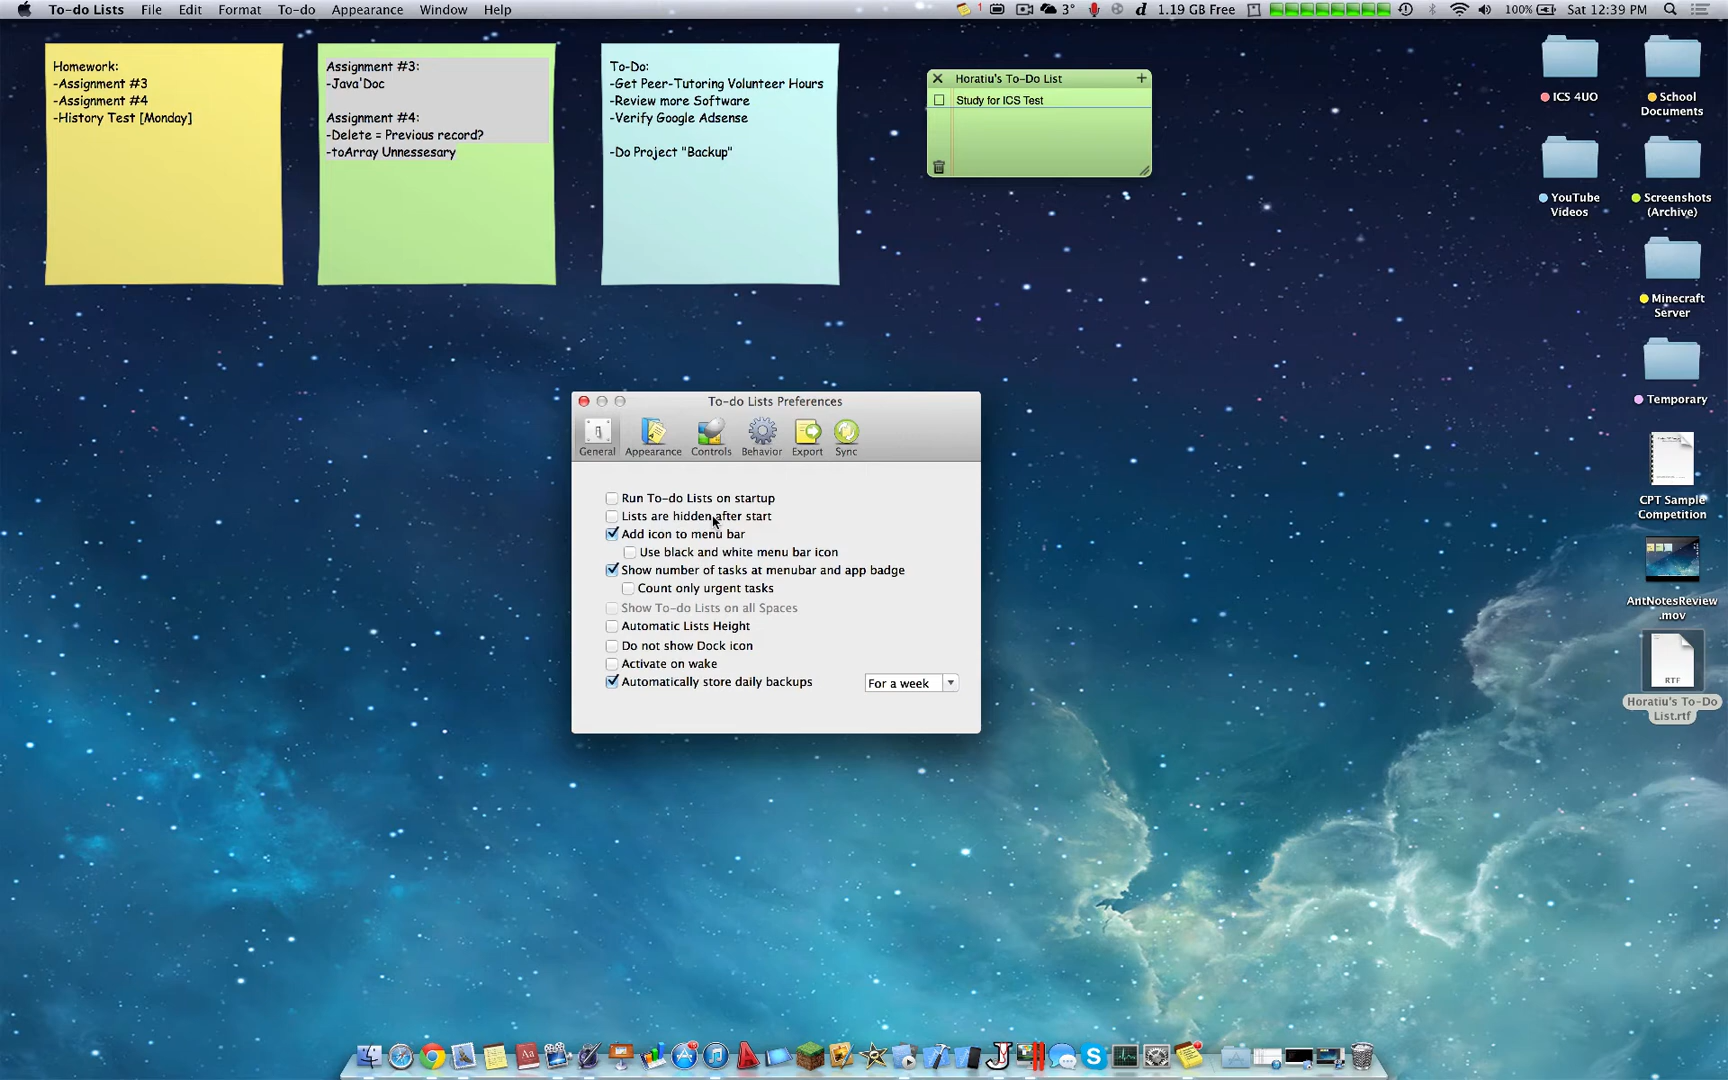 To-do Lists File Edit Format To-do Appearance Window Help
1 3° d 1.19 GB Free 100% Sat 12:39 PM
Homework:
-Assignment #3
-Assignment #4
-History Test [Monday]
Assignment #3:
-Java'Doc
Assignment #4:
-Delete = Previous record?
-toArray Unnessesary
To-Do:
-Get Peer-Tutoring Volunteer Hours
-Review more Software
-Verify Google Adsense
-Do Project "Backup"
Horatiu's To-Do List
Study for ICS Test
ICS 4UO
School
Documents
YouTube
Videos
Screenshots
(Archive)
Minecraft
Server
Temporary
CPT Sample
Competition
AntNotesReview
.mov
RTF
Horatiu's To-Do
List.rtf
To-do Lists Preferences
General Appearance Controls Behavior Export Sync
Run To-do Lists on startup
Lists are hidden after start
Add icon to menu bar
Use black and white menu bar icon
Show number of tasks at menubar and app badge
Count only urgent tasks
Show To-do Lists on all Spaces
Automatic Lists Height
Do not show Dock icon
Activate on wake
Automatically store daily backups For a week